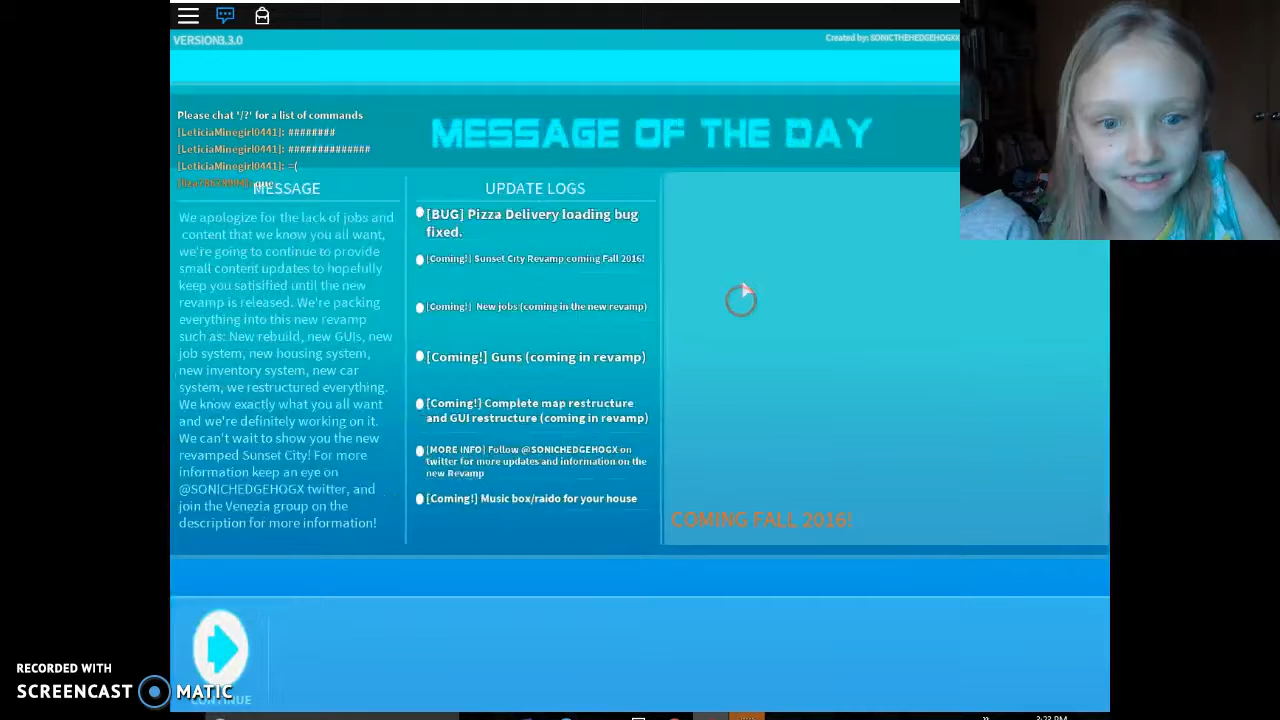 VERSION3.3.0
Created by: SONICTHEHEDGEHOGXX
Please chat '/?' for a list of commands
[LeticiaMinegirl0441]: ########
[LeticiaMinegirl0441]: ##############
[LeticiaMinegirl0441]: =(
MESSAGE OF THE DAY
MESSAGE
We apologize for the lack of jobs and
content that we know you all want,
we're going to continue to provide
small content updates to hopefully
keep you satisified until the new
revamp is released. We're packing
everything into this new revamp
such as: New rebuild, new GUIs, new
job system, new housing system,
new inventory system, new car
system, we restructured everything.
We know exactly what you all want
and we're definitely working on it.
We can't wait to show you the new
revamped Sunset City! For more
information keep an eye on
@SONICHEDGEHOGX twitter, and
join the Venezia group on the
description for more information!
UPDATE LOGS
[BUG] Pizza Delivery loading bug
fixed.
[Coming!] Sunset City Revamp coming Fall 2016!
[Coming!] New jobs (coming in the new revamp)
[Coming!] Guns (coming in revamp)
[Coming!] Complete map restructure
and GUI restructure (coming in revamp)
[MORE INFO] Follow @SONICHEDGEHOGX on
twitter for more updates and information on the
new Revamp
[Coming!] Music box/raido for your house
COMING FALL 2016!
CONTINUE
RECORDED WITH
SCREENCAST MATIC